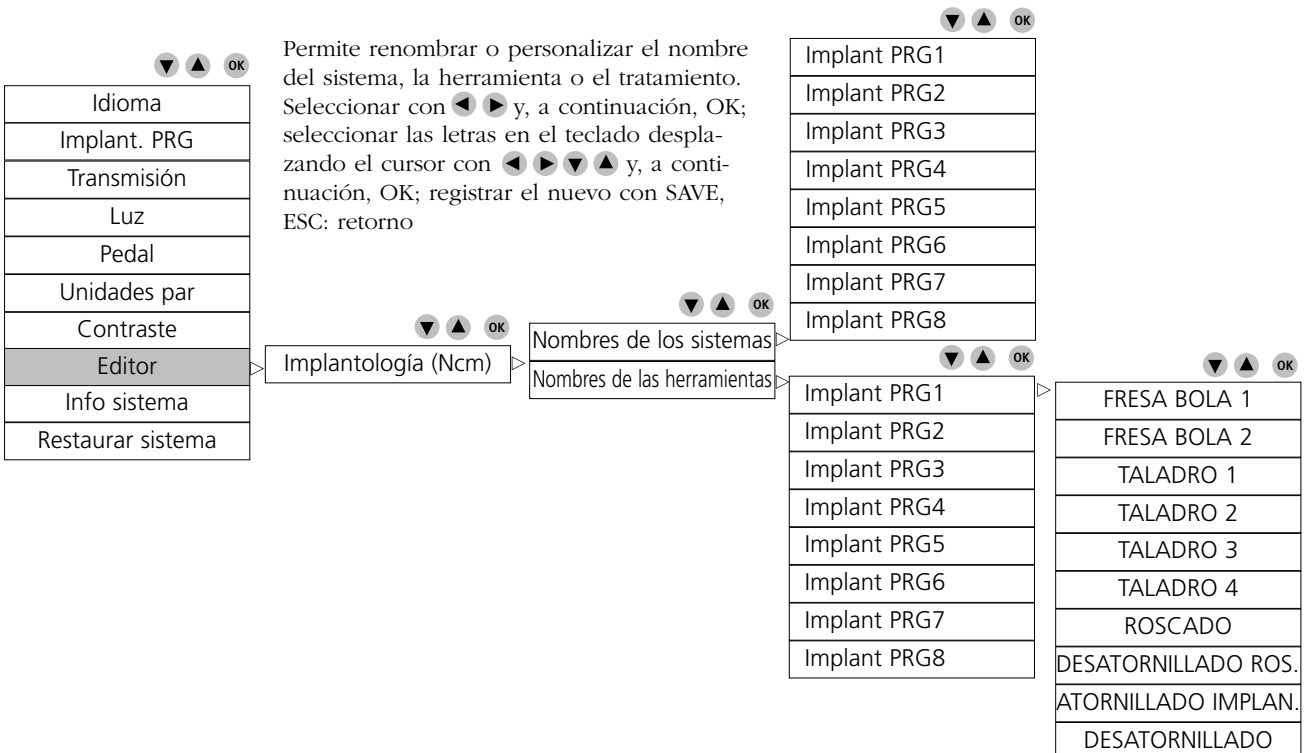 OK
Idioma
Implant. PRG
Transmisión
Luz
Pedal
Unidades par
Contraste
Editor
Info sistema
Restaurar sistema
Permite renombrar o personalizar el nombre
del sistema, la herramienta o el tratamiento.
Seleccionar con ◀ ▶ y, a continuación, OK;
seleccionar las letras en el teclado despla-
zando el cursor con ◀ ▶ ▼ ▲ y, a conti-
nuación, OK; registrar el nuevo con SAVE,
ESC: retorno
OK
Implantología (Ncm)
OK
Nombres de los sistemas
Nombres de las herramientas
OK
Implant PRG1
Implant PRG2
Implant PRG3
Implant PRG4
Implant PRG5
Implant PRG6
Implant PRG7
Implant PRG8
OK
Implant PRG1
Implant PRG2
Implant PRG3
Implant PRG4
Implant PRG5
Implant PRG6
Implant PRG7
Implant PRG8
OK
FRESA BOLA 1
FRESA BOLA 2
TALADRO 1
TALADRO 2
TALADRO 3
TALADRO 4
ROSCADO
DESATORNILLADO ROS.
ATORNILLADO IMPLAN.
DESATORNILLADO